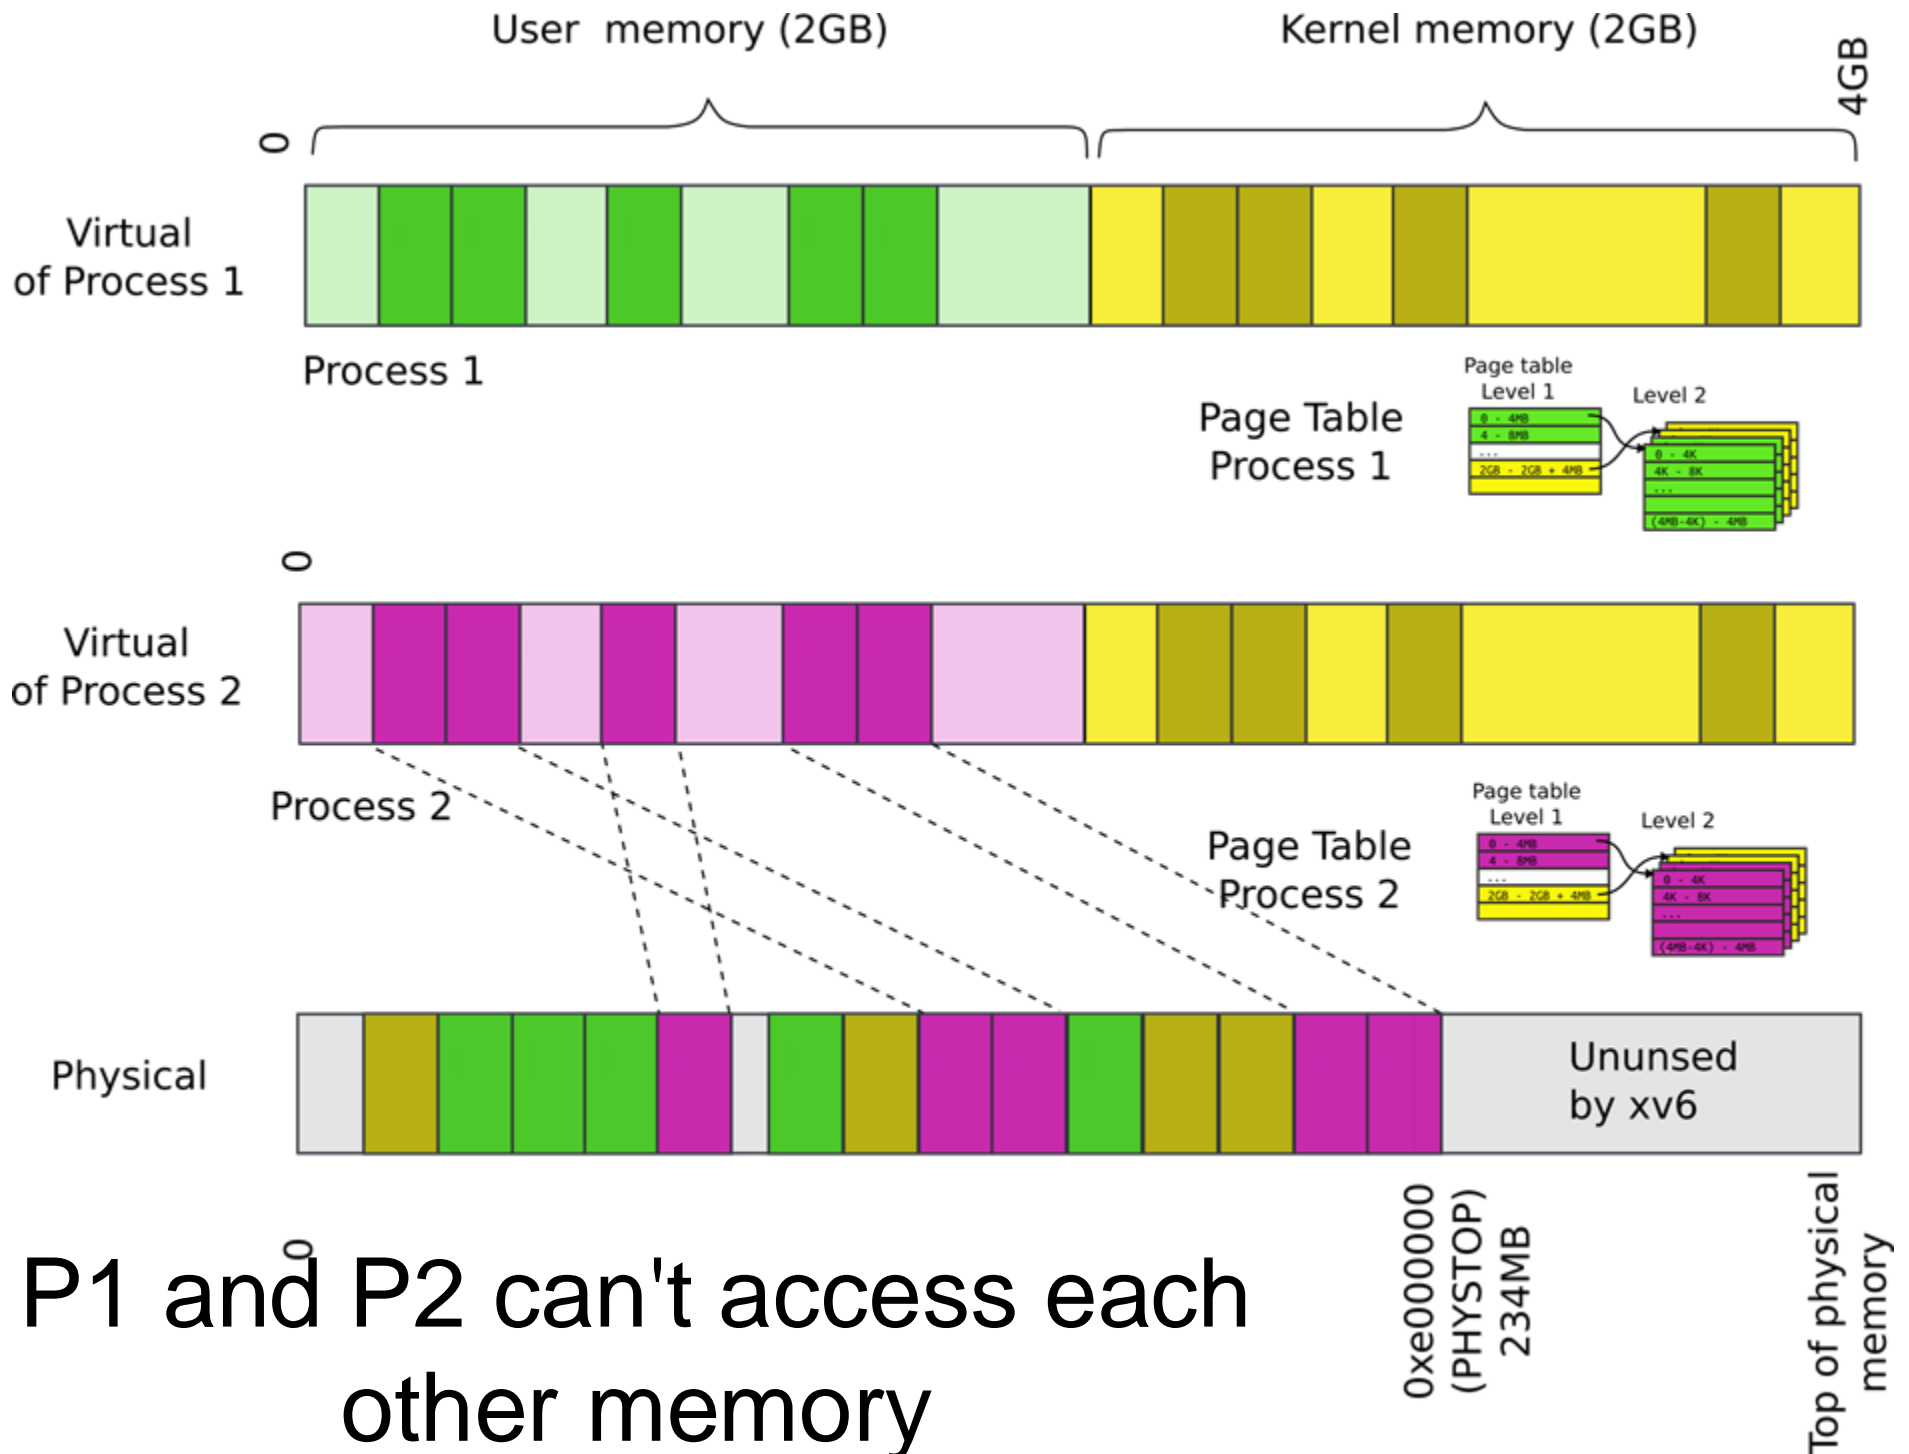 User  memory (2GB)
Kernel memory (2GB)
4GB
0
Virtual
of Process 1
Process 1
Page Table
Process 1
Page table
Level 1
Level 2
0 - 4MB
4 - 8MB
...
2GB - 2GB + 4MB
0 - 4K
4K - 8K
...
(4MB-4K) - 4MB
0
Virtual
of Process 2
Process 2
Page Table
Process 2
Page table
Level 1
Level 2
0 - 4MB
4 - 8MB
...
2GB - 2GB + 4MB
0 - 4K
4K - 8K
...
(4MB-4K) - 4MB
Physical
Ununsed
by xv6
0
0xe000000
(PHYSTOP)
234MB
Top of physical
memory
P1 and P2 can't access each
other memory